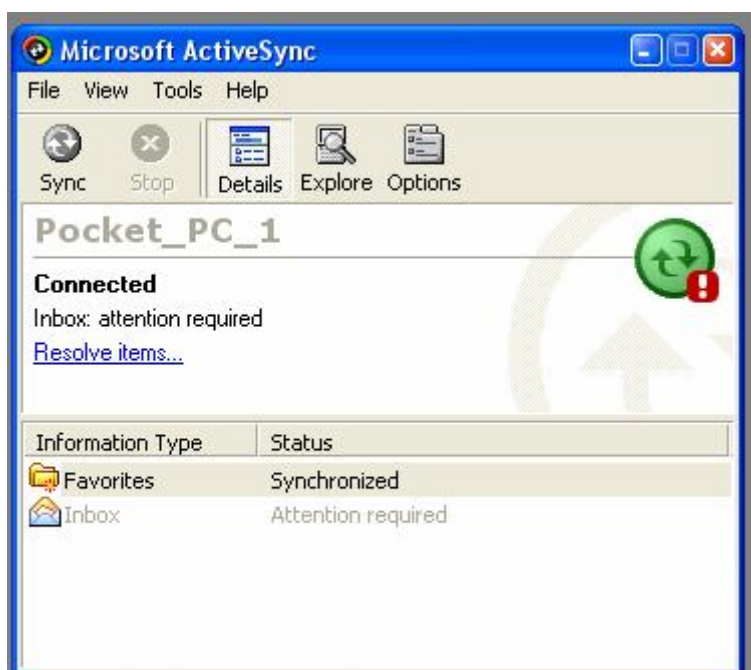 Microsoft ActiveSync
File View Tools Help
Sync Stop Details Explore Options
Pocket_PC_1
Connected
Inbox: attention required
Resolve items...
Information Type Status
Favorites Synchronized
Inbox Attention required